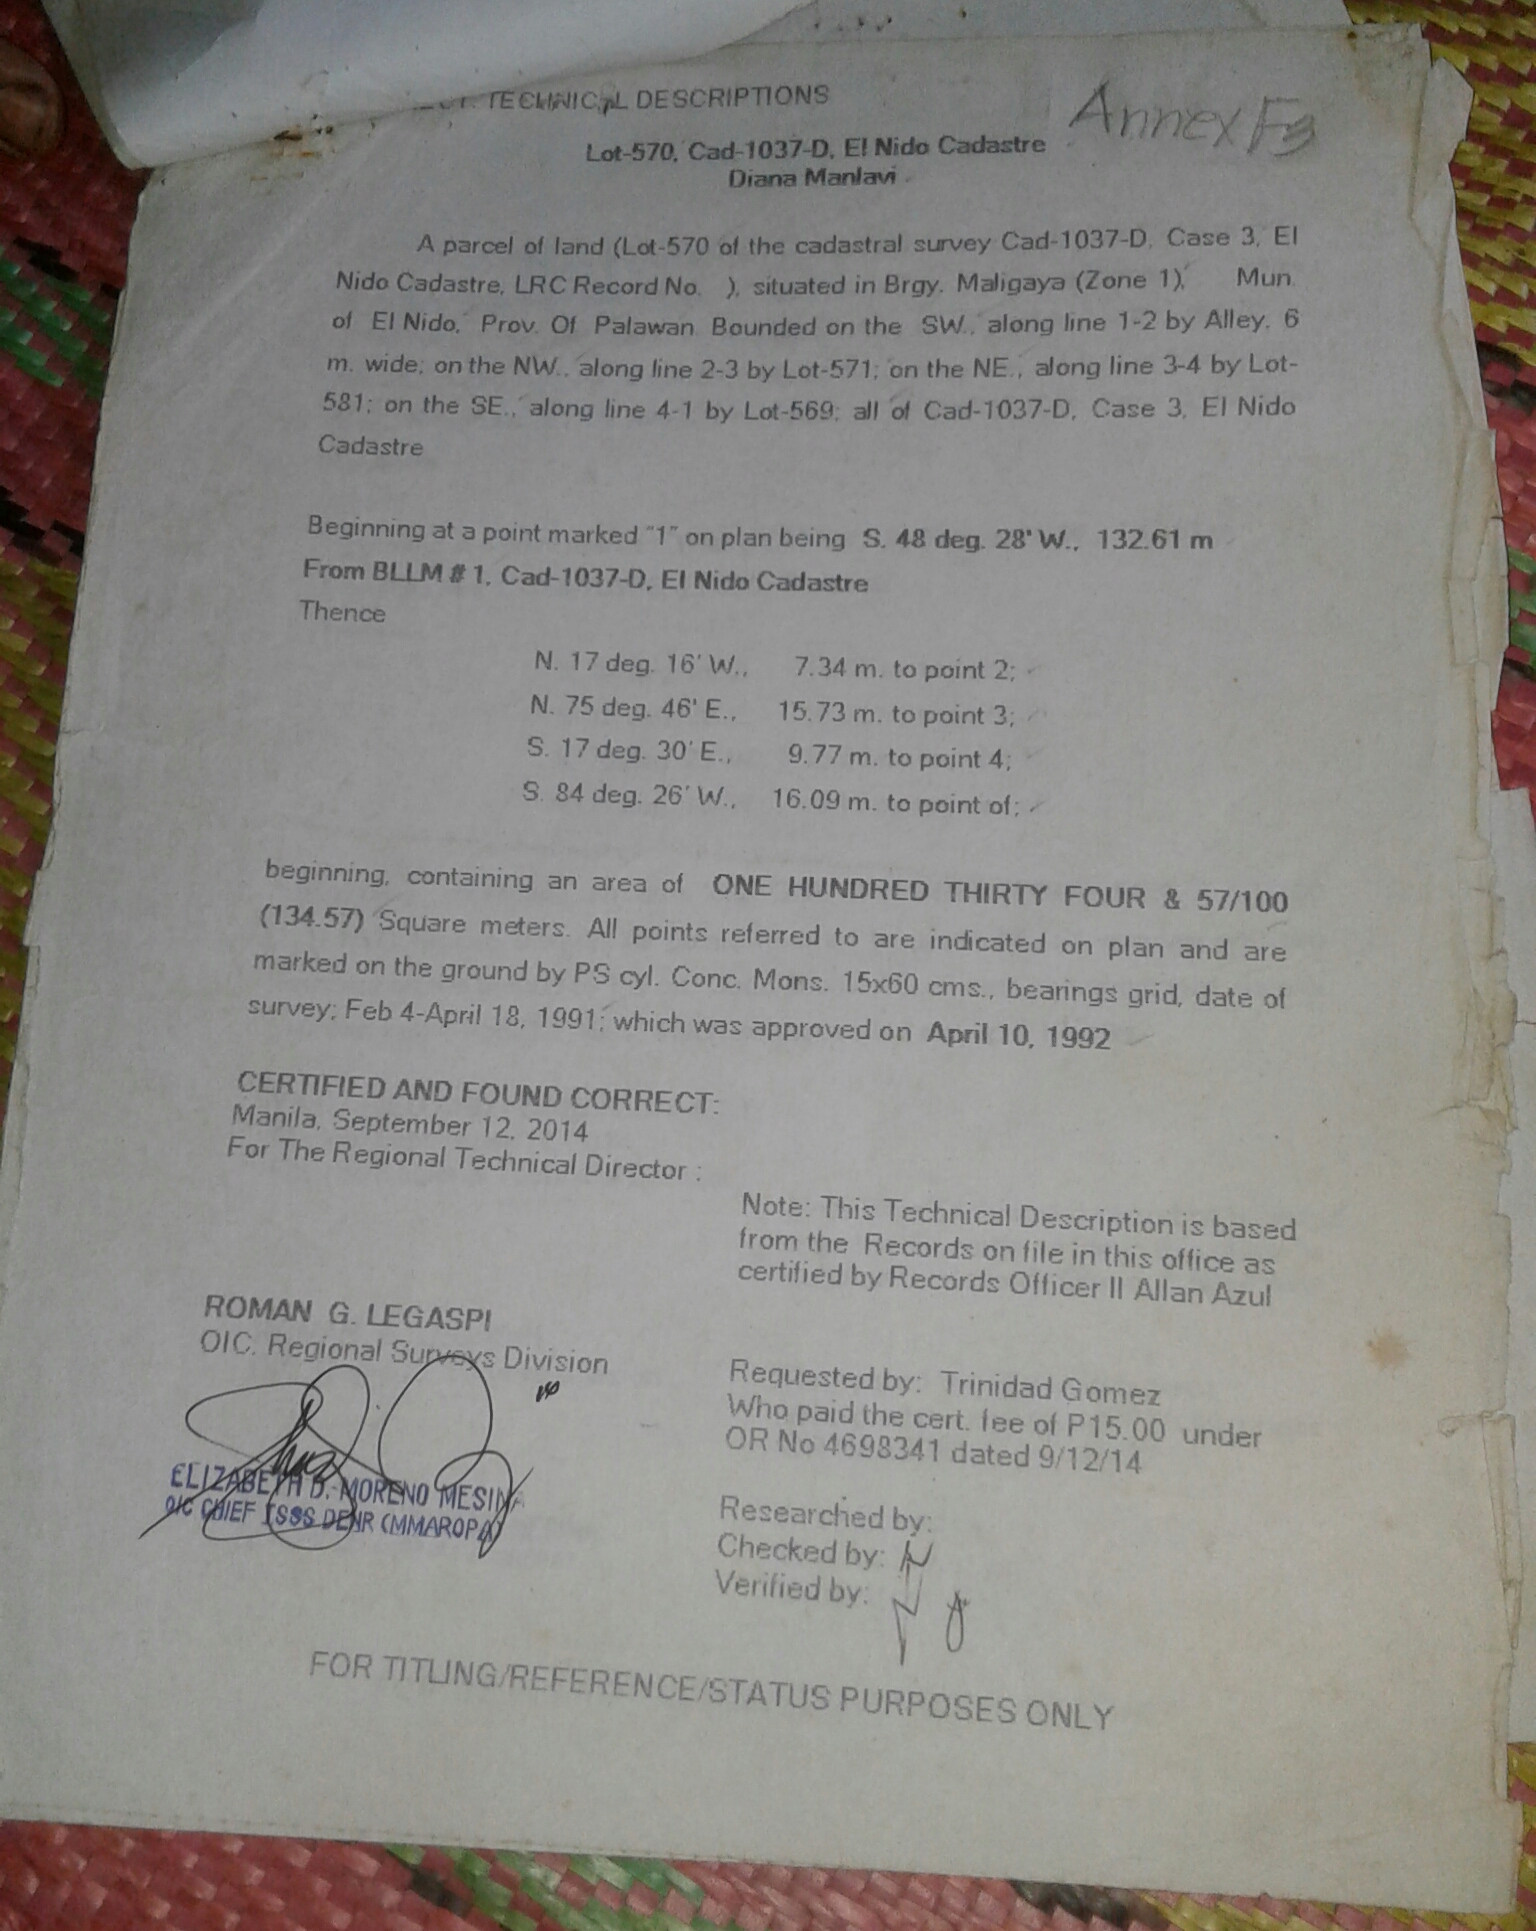 TECHNICAL DESCRIPTIONS
Annex F3
Lot-570, Cad-1037-D, El Nido Cadastre
Diana Manlavi
A parcel of land (Lot-570 of the cadastral survey Cad-1037-D, Case 3, El
Nido Cadastre, LRC Record No. ), situated in Brgy. Maligaya (Zone 1), Mun.
of El Nido, Prov. Of Palawan. Bounded on the SW., along line 1-2 by Alley, 6
m. wide; on the NW., along line 2-3 by Lot-571; on the NE., along line 3-4 by Lot-
581; on the SE., along line 4-1 by Lot-569; all of Cad-1037-D, Case 3, El Nido
Cadastre
Beginning at a point marked "1" on plan being S. 48 deg. 28' W., 132.61 m
From BLLM # 1, Cad-1037-D, El Nido Cadastre
Thence
N. 17 deg. 16' W., 7.34 m. to point 2;
N. 75 deg. 46' E., 15.73 m. to point 3;
S. 17 deg. 30' E., 9.77 m. to point 4;
S. 84 deg. 26' W., 16.09 m. to point of;
beginning, containing an area of ONE HUNDRED THIRTY FOUR & 57/100
(134.57) Square meters. All points referred to are indicated on plan and are
marked on the ground by PS cyl. Conc. Mons. 15x60 cms., bearings grid, date of
survey; Feb 4-April 18, 1991; which was approved on April 10, 1992
CERTIFIED AND FOUND CORRECT:
Manila, September 12, 2014
For The Regional Technical Director :
Note: This Technical Description is based
from the Records on file in this office as
certified by Records Officer II Allan Azul
ROMAN G. LEGASPI
OIC, Regional Surveys Division
ELIZABETH D. MORENO MESINA
OIC CHIEF ISSS DENR (MMAROPA)
Requested by: Trinidad Gomez
Who paid the cert. fee of P15.00 under
OR No 4698341 dated 9/12/14
Researched by:
Checked by:
Verified by:
FOR TITLING/REFERENCE/STATUS PURPOSES ONLY